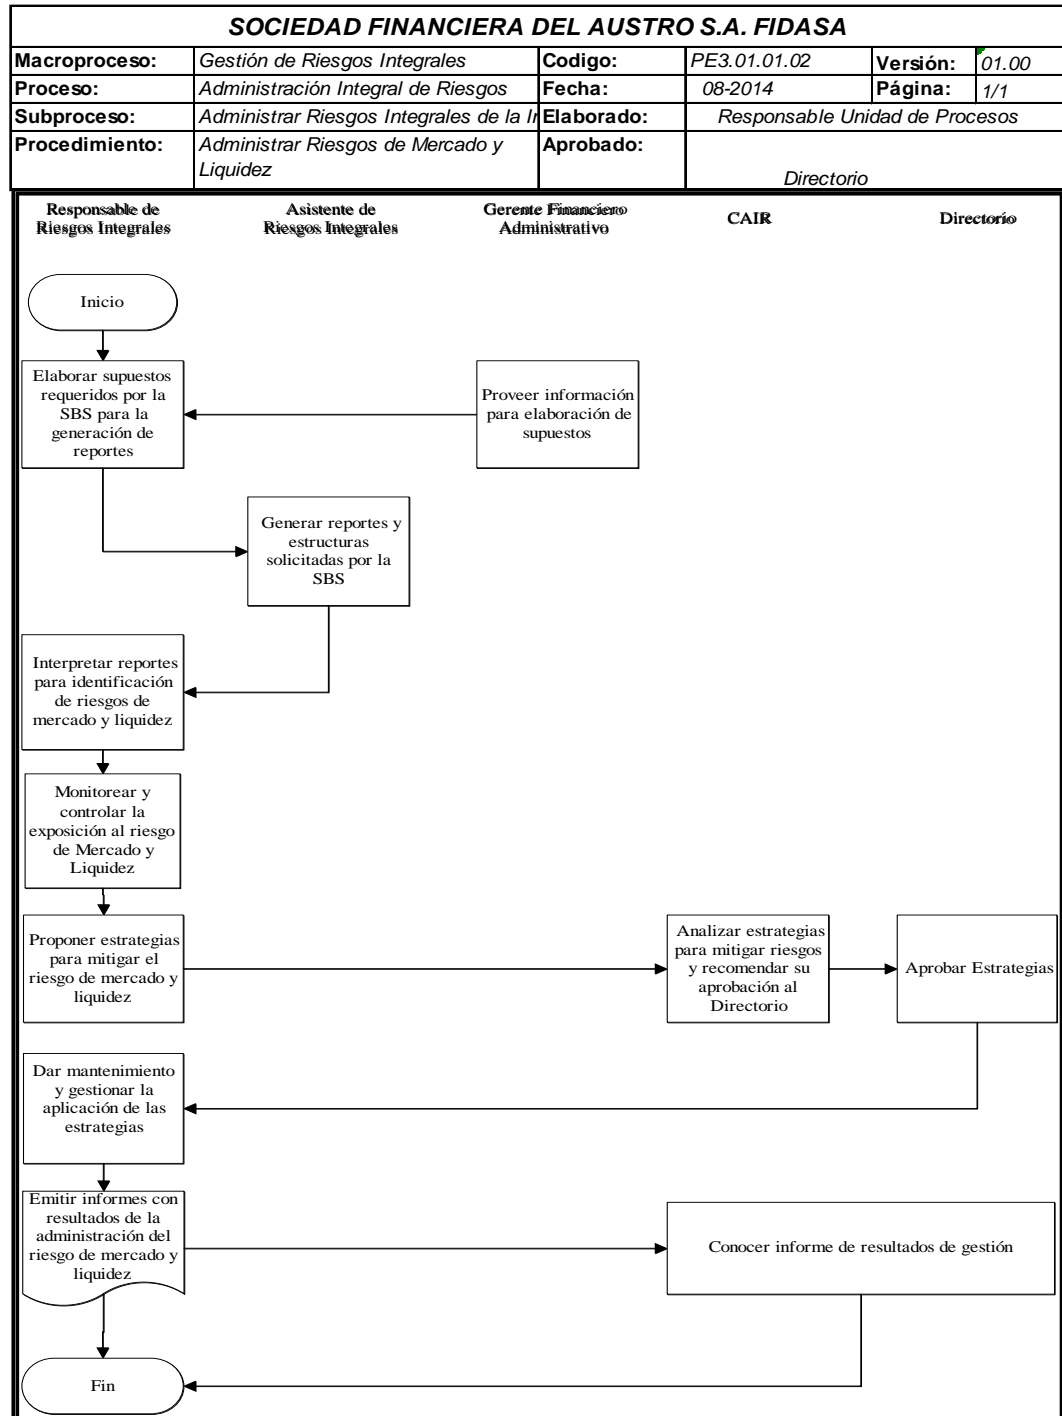 SOCIEDAD FINANCIERA DEL AUSTRO S.A. FIDASA
Macroproceso: Gestión de Riesgos Integrales Codigo: PE3.01.01.02 Versión: 01.00
Proceso: Administración Integral de Riesgos Fecha: 08-2014 Página: 1/1
Subproceso: Administrar Riesgos Integrales de la Elaborado: Responsable Unidad de Procesos
Procedimiento: Administrar Riesgos de Mercado y Aprobado:
Liquidez
Directorio
Responsable de
Riesgos Integrales
Asistente de
Riesgos Integrales
Gerente Financiero
Administrativo
CAIR
Directorio
Inicio
Elaborar supuestos
requeridos por la
SBS para la
generación de
reportes
Proveer información
para elaboración de
supuestos
Generar reportes y
estructuras
solicitadas por la
SBS
Interpretar reportes
para identificación
de riesgos de
mercado y liquidez
Monitorear y
controlar la
exposición al riesgo
de Mercado y
Liquidez
Proponer estrategias
para mitigar el
riesgo de mercado y
liquidez
Analizar estrategias
para mitigar riesgos
y recomendar su
aprobación al
Directorio
Aprobar Estrategias
Dar mantenimiento
y gestionar la
aplicación de las
estrategias
Emitir informes con
resultados de la
administración del
riesgo de mercado y
liquidez
Conocer informe de resultados de gestión
Fin